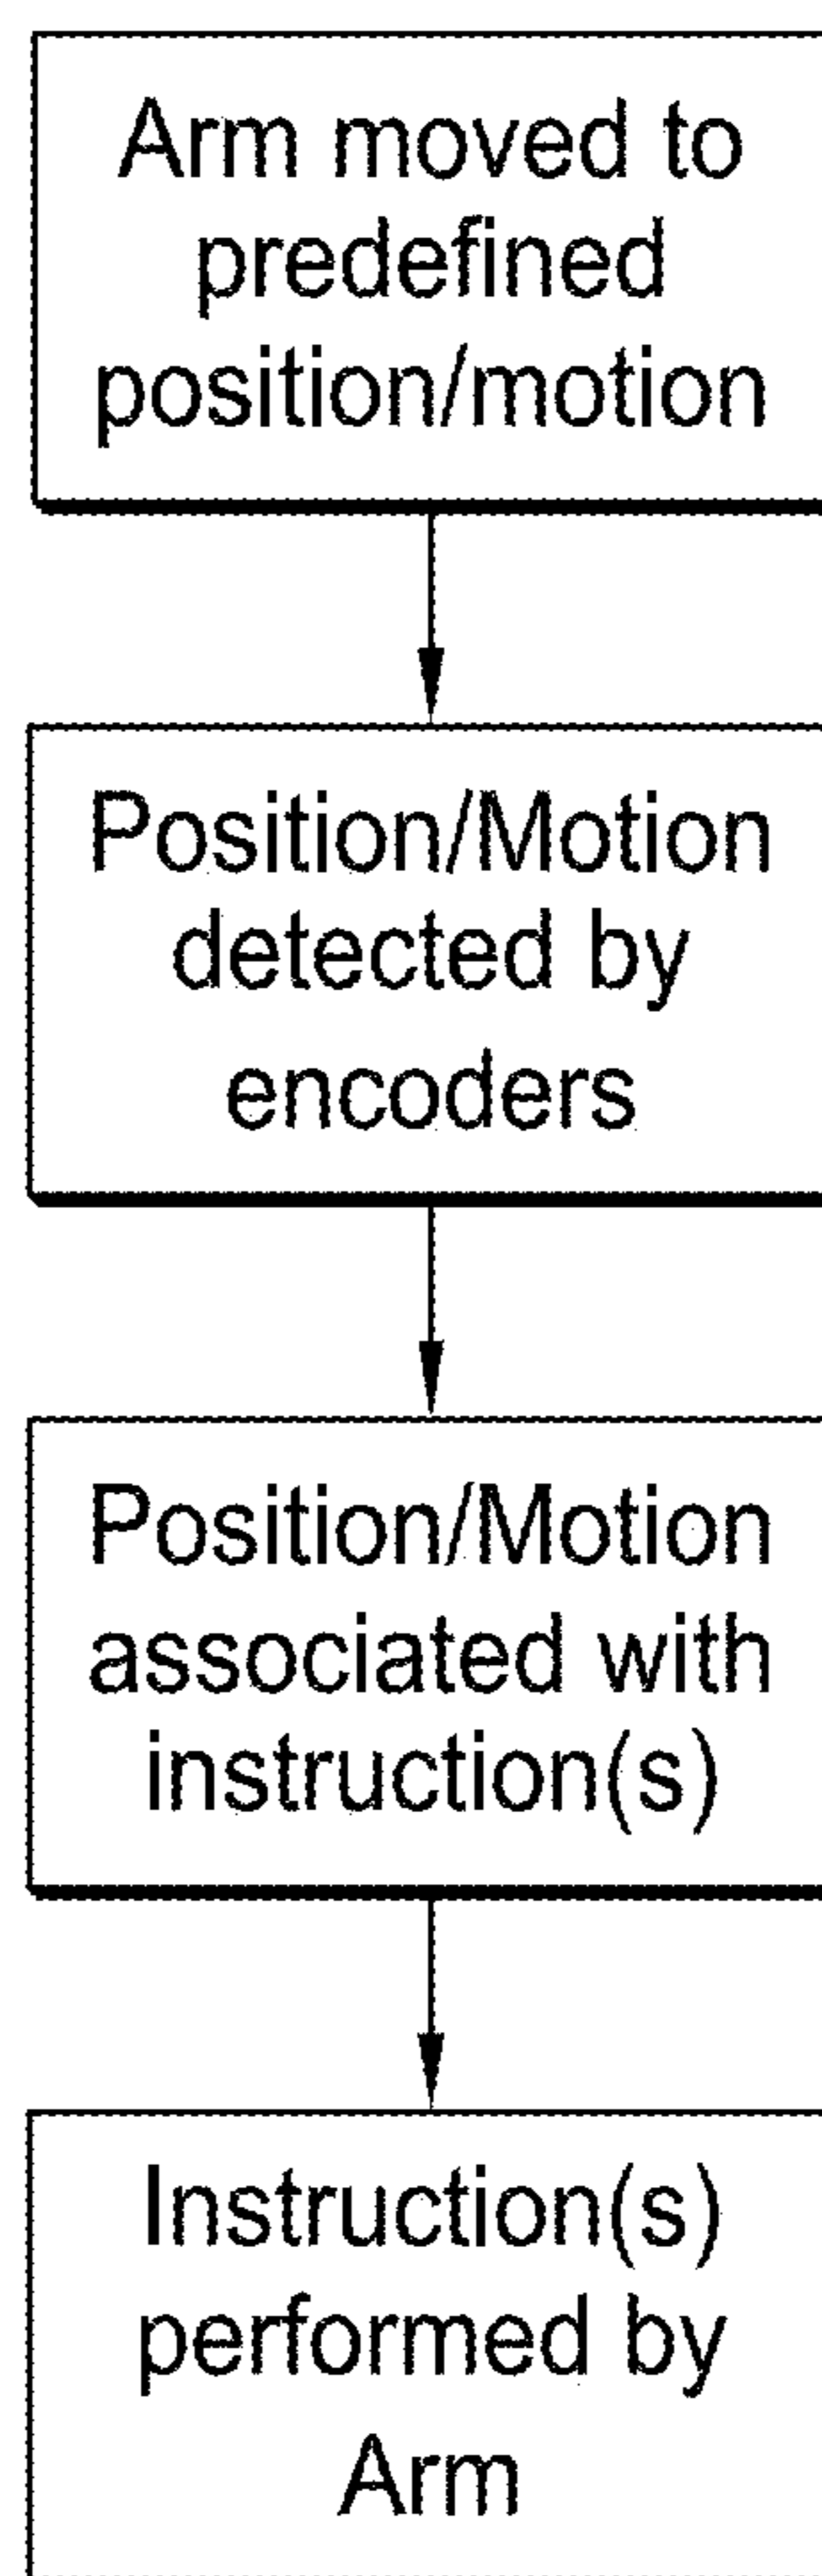 Arm moved to
predefined
position/motion
Position/Motion
detected by
encoders
Position/Motion
associated with
instruction(s)
Instruction(s)
performed by
Arm